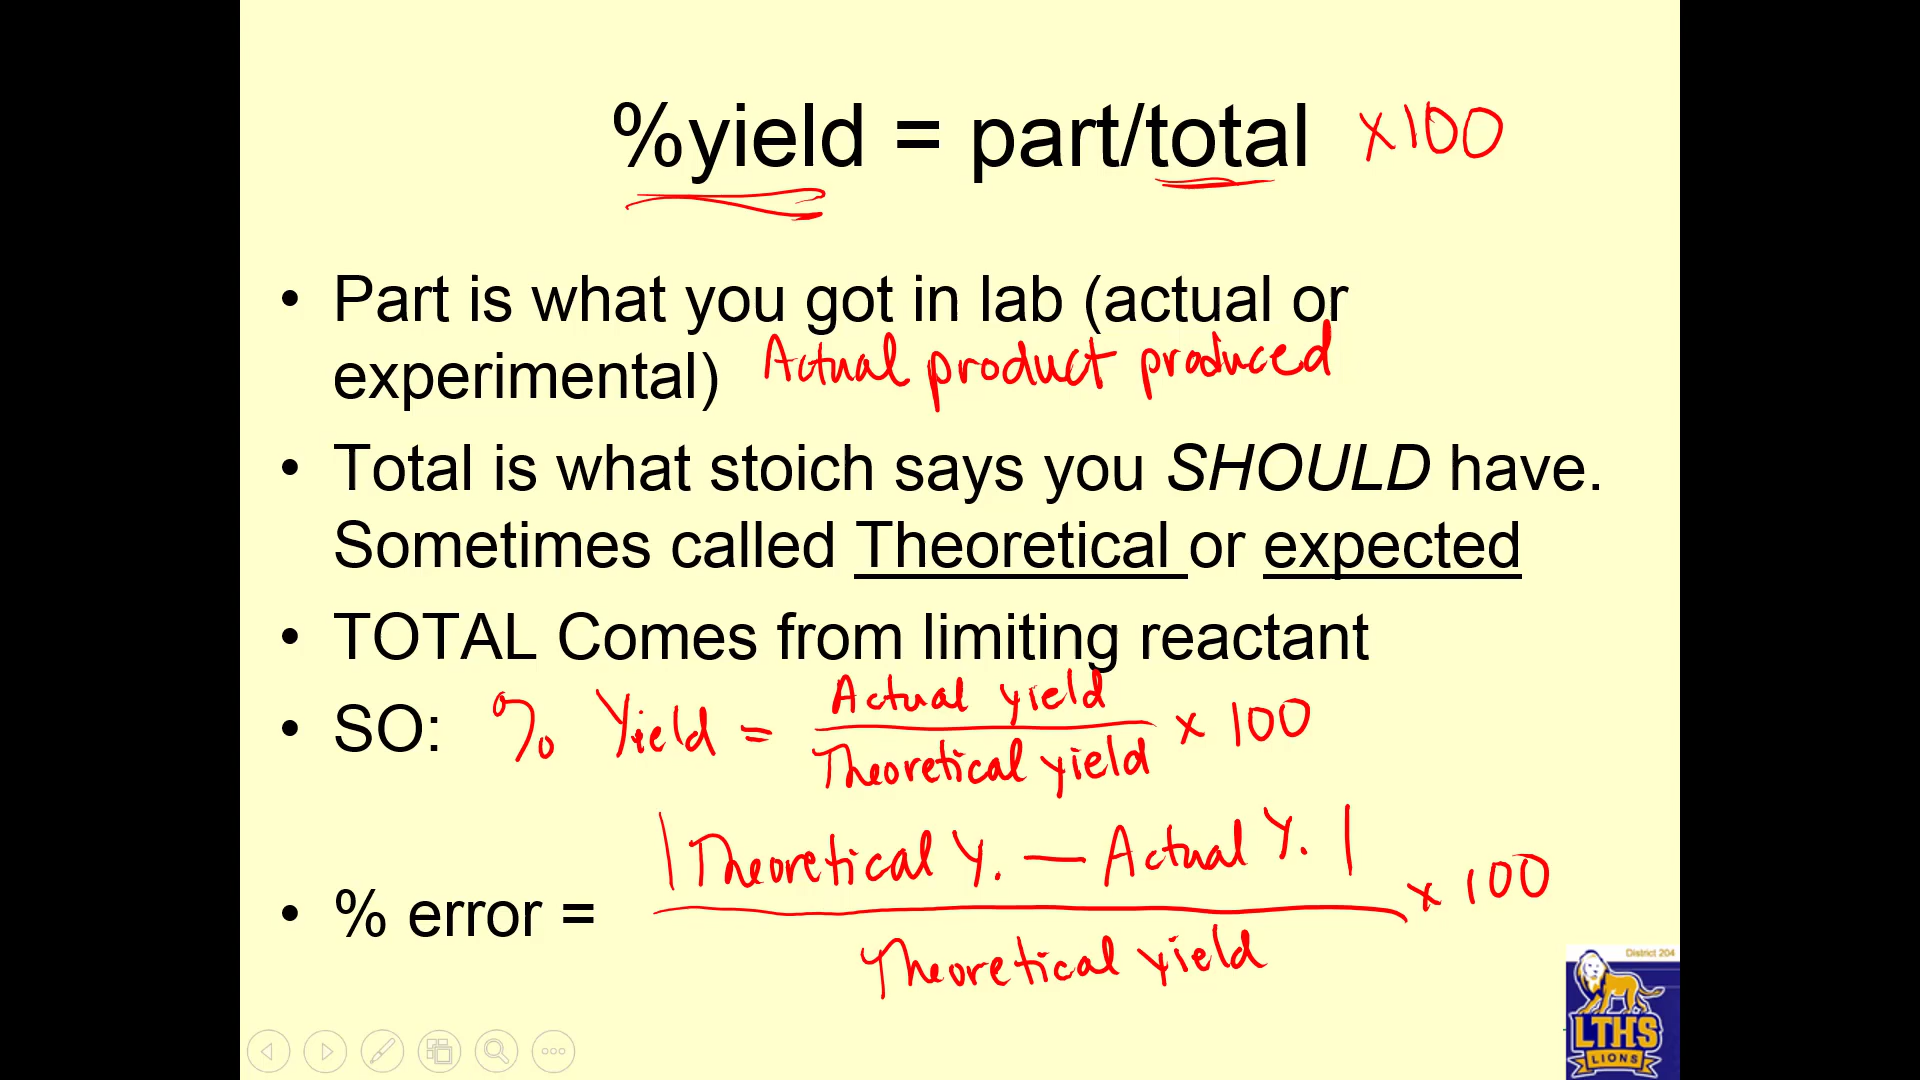 %yield = part/total x100
• Part is what you got in lab (actual or
experimental) Actual product produced
• Total is what stoich says you SHOULD have.
Sometimes called Theoretical or expected
• TOTAL Comes from limiting reactant
• SO: % Yield = Actual yield / Theoretical yield x 100
| Theoretical Y. — Actual Y. |
• % error = x 100
Theoretical yield
District 204
LTHS
LIONS